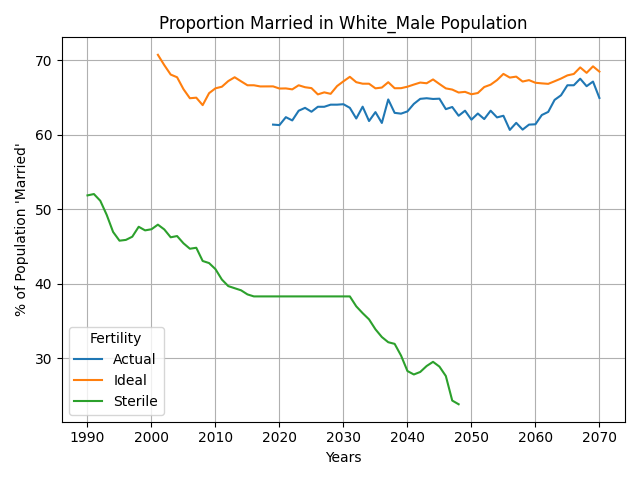 Proportion Married in White_Male Population
% of Population 'Married'
70
60
50
40
30
Fertility
Actual
Ideal
Sterile
1990 2000 2010 2020 2030 2040 2050 2060 2070
Years